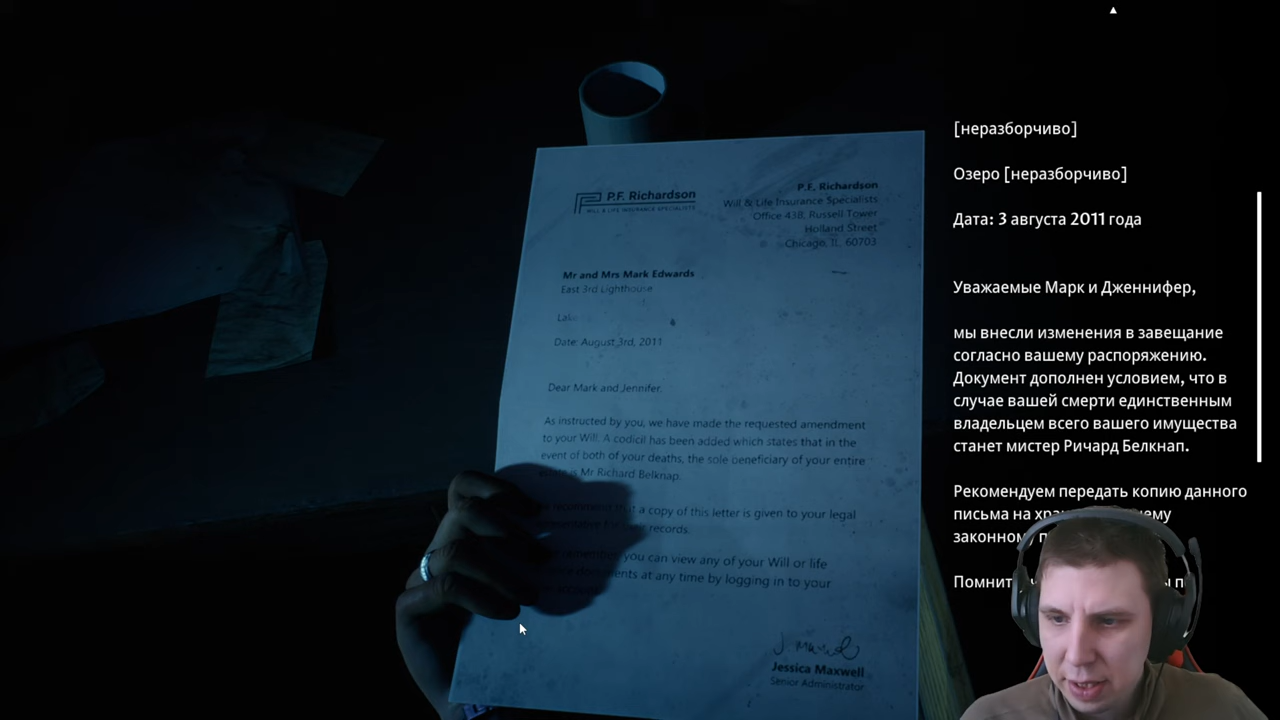 P.F. Richardson
WILL & LIFE INSURANCE SPECIALISTS
P.F. Richardson
Will & Life Insurance Specialists
Office 43B, Russell Tower
Holland Street
Chicago, IL, 60703
Mr and Mrs Mark Edwards
East 3rd Lighthouse
Lake
Date: August 3rd, 2011
Dear Mark and Jennifer,
As instructed by you, we have made the requested amendment
to your Will. A codicil has been added which states that in the
event of both of your deaths, the sole beneficiary of your entire
is Mr Richard Belknap.
recommend that a copy of this letter is given to your legal
records.
you can view any of your Will or life
at any time by logging in to your
Jessica Maxwell
Senior Administrator
[неразборчиво]
Озеро [неразборчиво]
Дата: 3 августа 2011 года
Уважаемые Марк и Дженнифер,
мы внесли изменения в завещание
согласно вашему распоряжению.
Документ дополнен условием, что в
случае вашей смерти единственным
владельцем всего вашего имущества
станет мистер Ричард Белкнап.
Рекомендуем передать копию данного
письма на